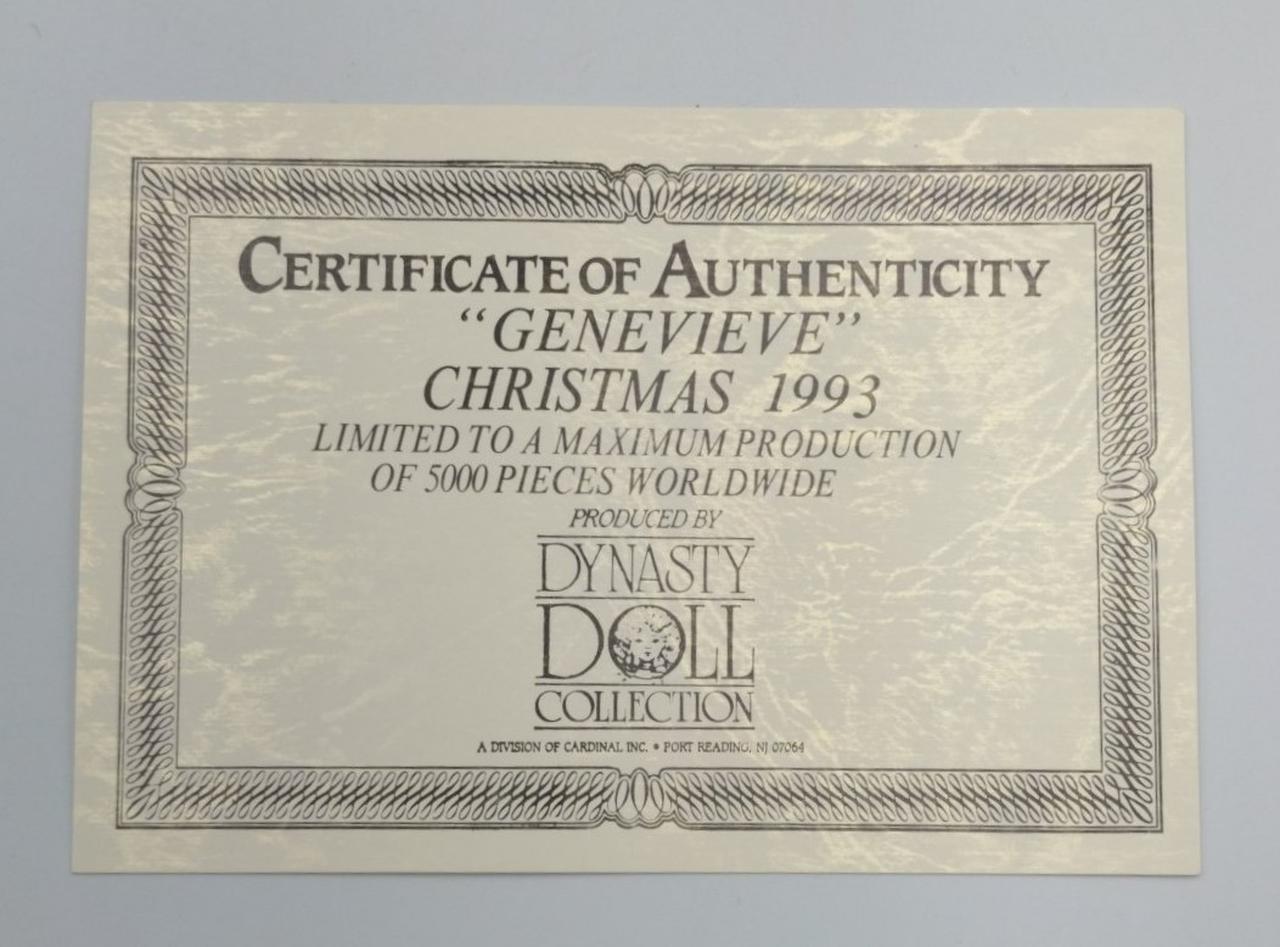 CERTIFICATE OF AUTHENTICITY
“GENEVIEVE”
CHRISTMAS 1993
LIMITED TO A MAXIMUM PRODUCTION
OF 5000 PIECES WORLDWIDE
PRODUCED BY
DYNASTY
DOLL
COLLECTION
A DIVISION OF CARDINAL INC. • PORT READING, NJ 07064